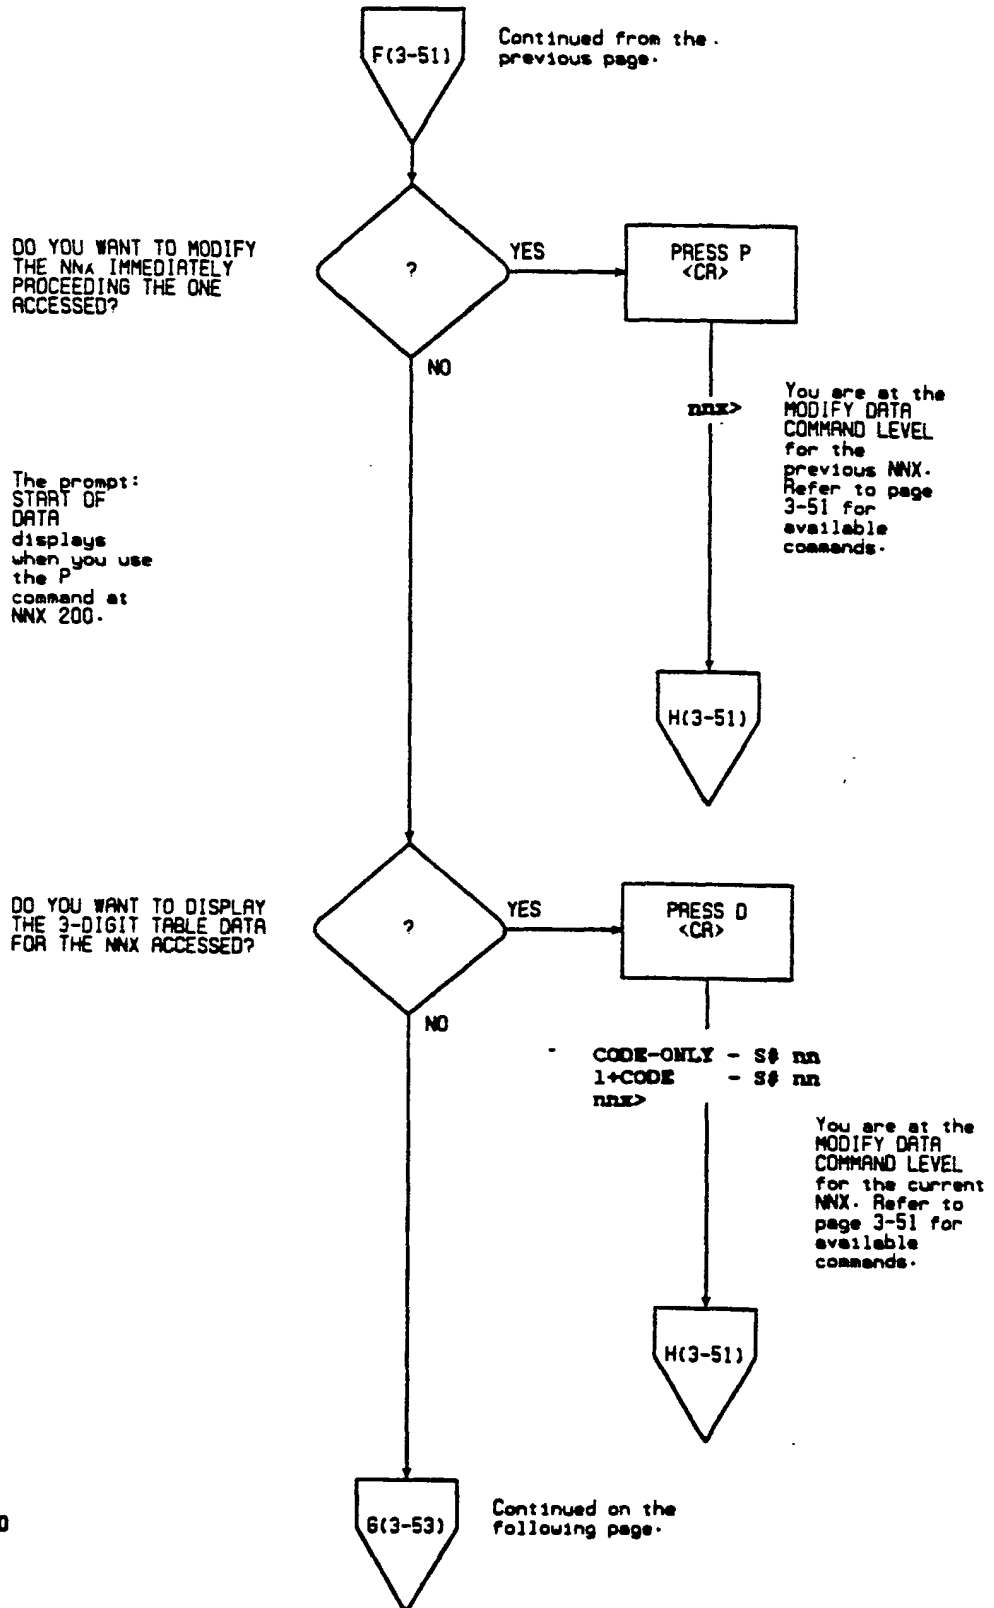 F(3-51)
Continued from the
previous page.
DO YOU WANT TO MODIFY
THE NNX IMMEDIATELY
PROCEEDING THE ONE
ACCESSED?
?
YES
PRESS P
<CR>
NO
nnx>
You are at the
MODIFY DATA
COMMAND LEVEL
for the
previous NNX.
Refer to page
3-51 for
available
commands.
The prompt:
START OF
DATA
displays
when you use
the P
command at
NNX 200.
H(3-51)
DO YOU WANT TO DISPLAY
THE 3-DIGIT TABLE DATA
FOR THE NNX ACCESSED?
?
YES
PRESS D
<CR>
NO
CODE-ONLY - S# nn
1+CODE - S# nn
nnx>
You are at the
MODIFY DATA
COMMAND LEVEL
for the current
NNX. Refer to
page 3-51 for
available
commands.
H(3-51)
G(3-53)
Continued on the
following page.